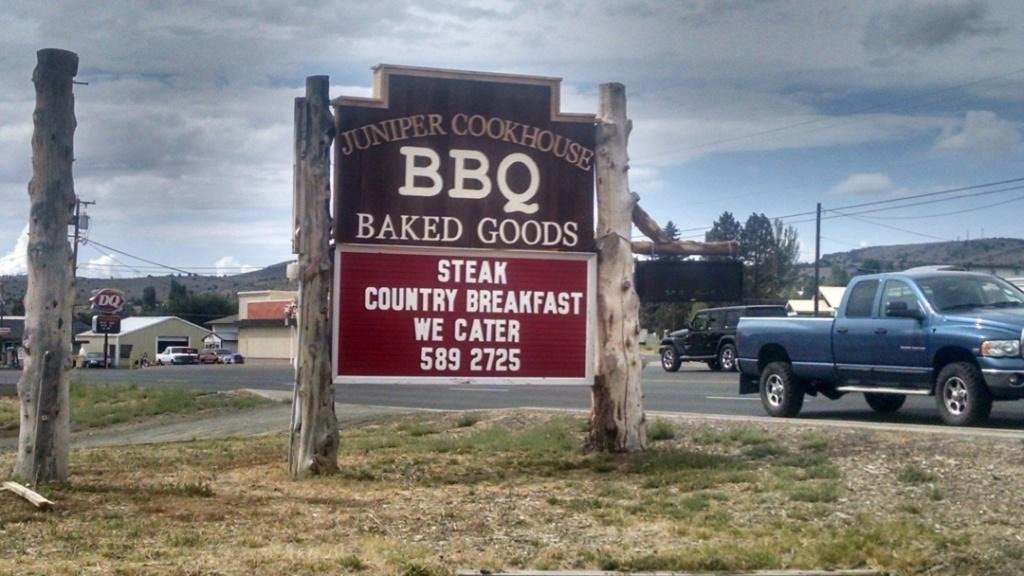 JUNIPER COOKHOUSE
BBQ
BAKED GOODS
STEAK
COUNTRY BREAKFAST
WE CATER
589 2725
DQ